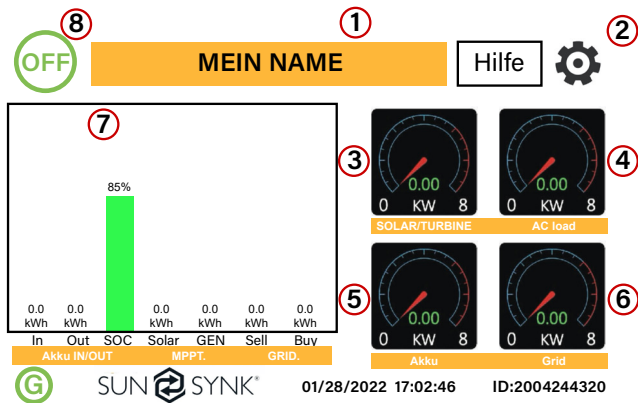 8
1
2
OFF
MEIN NAME
Hilfe
7
3
4
85%
0.00
0 KW 8
0.00
0 KW 8
SOLAR/TURBINE
AC load
5
6
0.0 0.0 0.0 0.0 0.0 0.0
kWh kWh kWh kWh kWh kWh
0.00
0 KW 8
0.00
0 KW 8
In Out SOC Solar GEN Sell Buy
Akku IN/OUT MPPT. GRID.
Akku
Grid
G
SUN SYNK®
01/28/2022 17:02:46
ID:2004244320